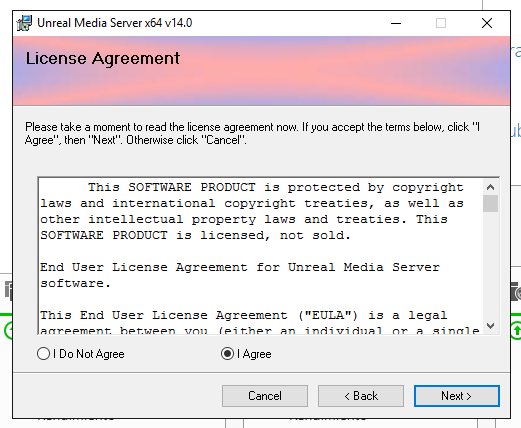 Unreal Media Server x64 v14.0
License Agreement
Please take a moment to read the license agreement now. If you accept the terms below, click "I
Agree", then "Next". Otherwise click "Cancel".
This SOFTWARE PRODUCT is protected by copyright
laws and international copyright treaties, as well as
other intellectual property laws and treaties. This
SOFTWARE PRODUCT is licensed, not sold.
End User License Agreement for Unreal Media Server
software.
This End User License Agreement ("EULA") is a legal
agreement between you (either an individual or a single
I Do Not Agree
I Agree
Cancel
< Back
Next >